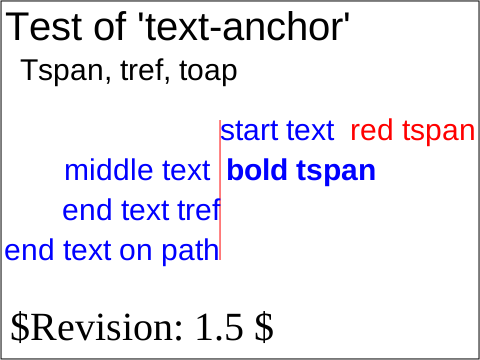 Test of 'text-anchor'
Tspan, tref, toap
start text red tspan
middle text bold tspan
end text tref
end text on path
$Revision: 1.5 $